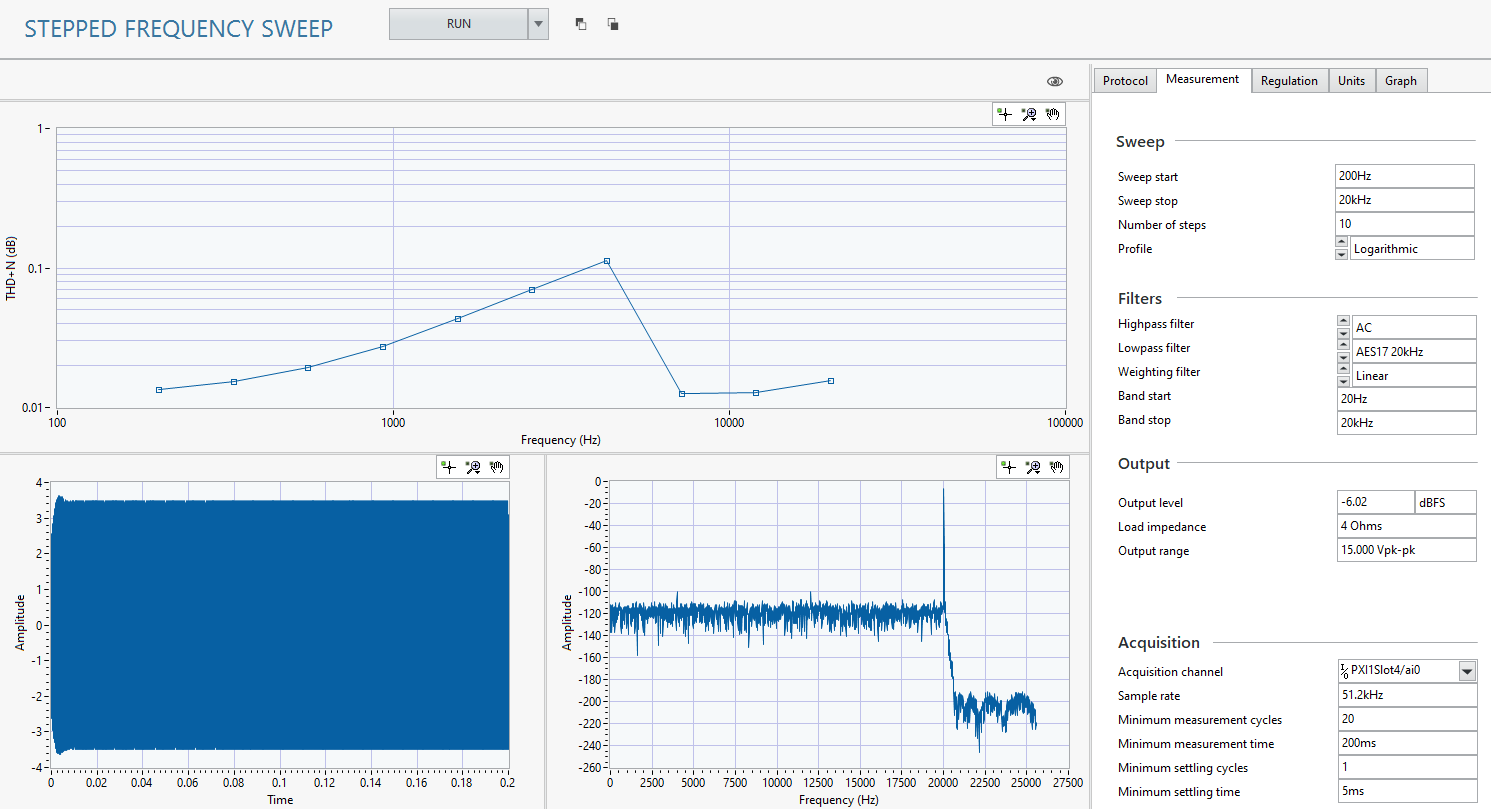 STEPPED FREQUENCY SWEEP
RUN
Protocol Measurement Regulation Units Graph
THD+N (dB)
1
0.1
0.01
100 1000 10000 100000
Frequency (Hz)
Amplitude
4
3
2
1
0
-1
-2
-3
-4
0 0.02 0.04 0.06 0.08 0.1 0.12 0.14 0.16 0.18 0.2
Time
Amplitude
0
-20
-40
-60
-80
-100
-120
-140
-160
-180
-200
-220
-240
-260
0 2500 5000 7500 10000 12500 15000 17500 20000 22500 25000 27500
Frequency (Hz)
Sweep
Sweep start 200Hz
Sweep stop 20kHz
Number of steps 10
Profile Logarithmic
Filters
Highpass filter AC
Lowpass filter AES17 20kHz
Weighting filter Linear
Band start 20Hz
Band stop 20kHz
Output
Output level -6.02 dBFS
Load impedance 4 Ohms
Output range 15.000 Vpk-pk
Acquisition
Acquisition channel I/O PXI1Slot4/ai0
Sample rate 51.2kHz
Minimum measurement cycles 20
Minimum measurement time 200ms
Minimum settling cycles 1
Minimum settling time 5ms